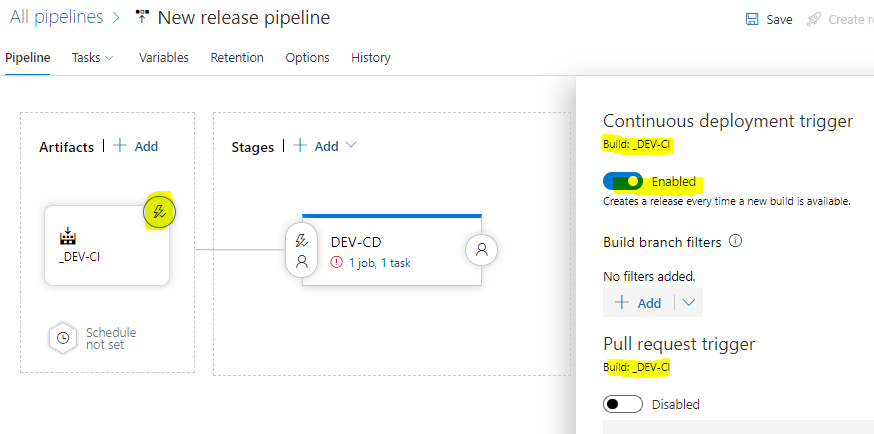 All pipelines > New release pipeline
Save Create r
Pipeline Tasks Variables Retention Options History
Artifacts | + Add
Stages | + Add
_DEV-CI
DEV-CD
1 job, 1 task
Schedule
not set
Continuous deployment trigger
Build: _DEV-CI
Enabled
Creates a release every time a new build is available.
Build branch filters
No filters added.
+ Add
Pull request trigger
Build: _DEV-CI
Disabled